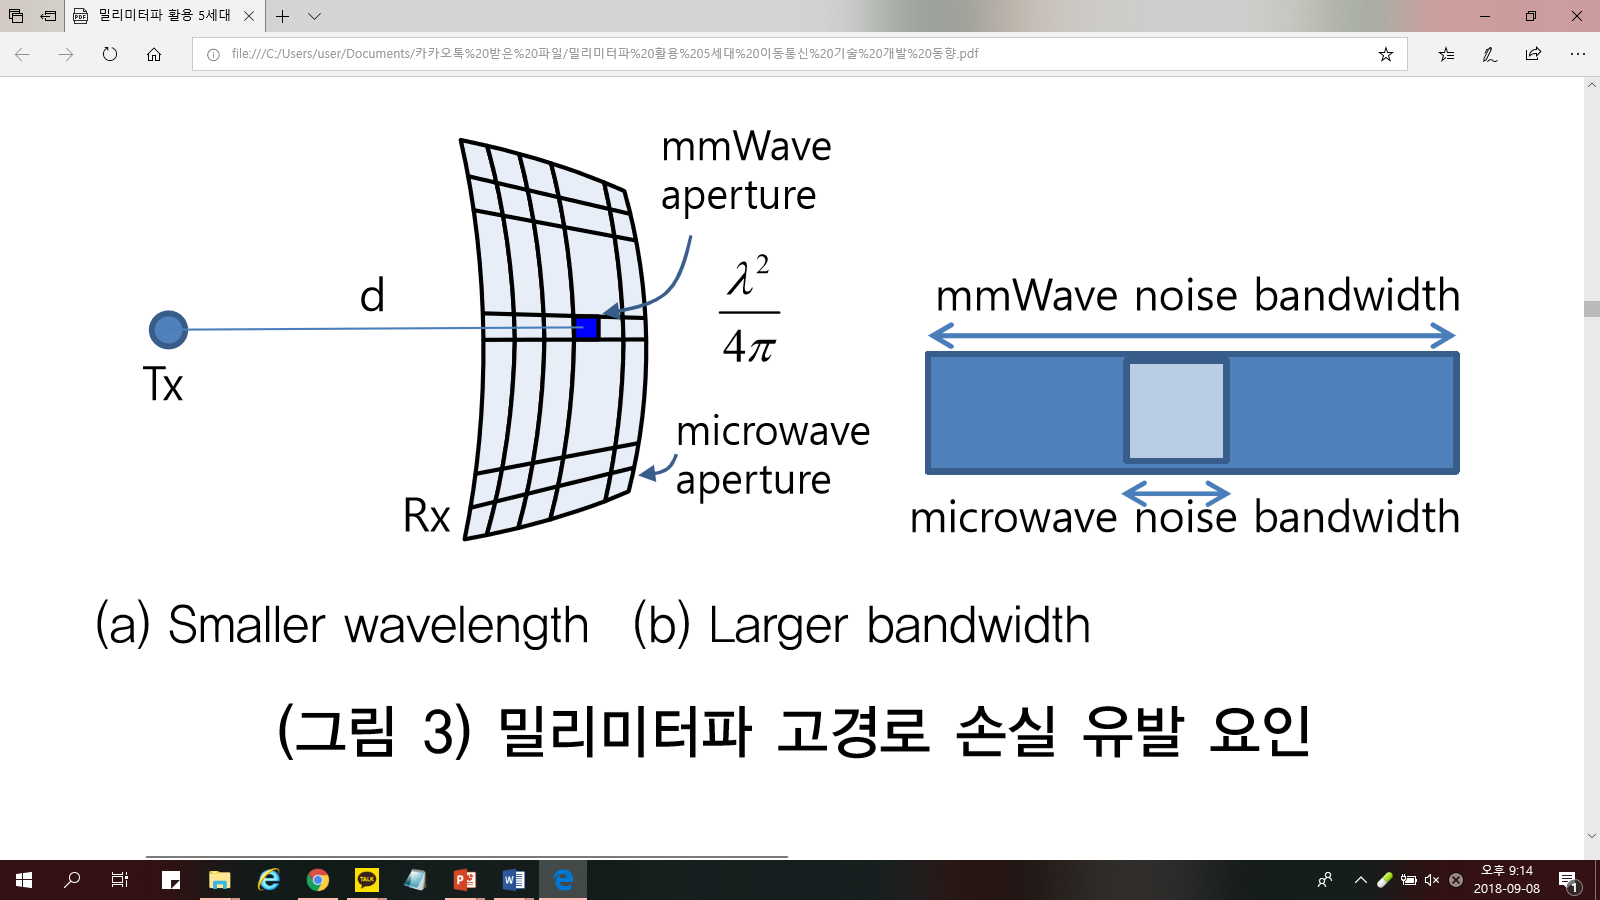 밀리미터파 활용 5세대
file:///C:/Users/user/Documents/카카오톡%20받은%20파일/밀리미터파%20활용%205세대%20이동통신%20기술%20개발%20동향.pdf
mmWave
aperture
d
λ²
4π
Tx
microwave
aperture
Rx
mmWave noise bandwidth
microwave noise bandwidth
(a) Smaller wavelength (b) Larger bandwidth
(그림 3) 밀리미터파 고경로 손실 유발 요인
오후 9:14
2018-09-08
1